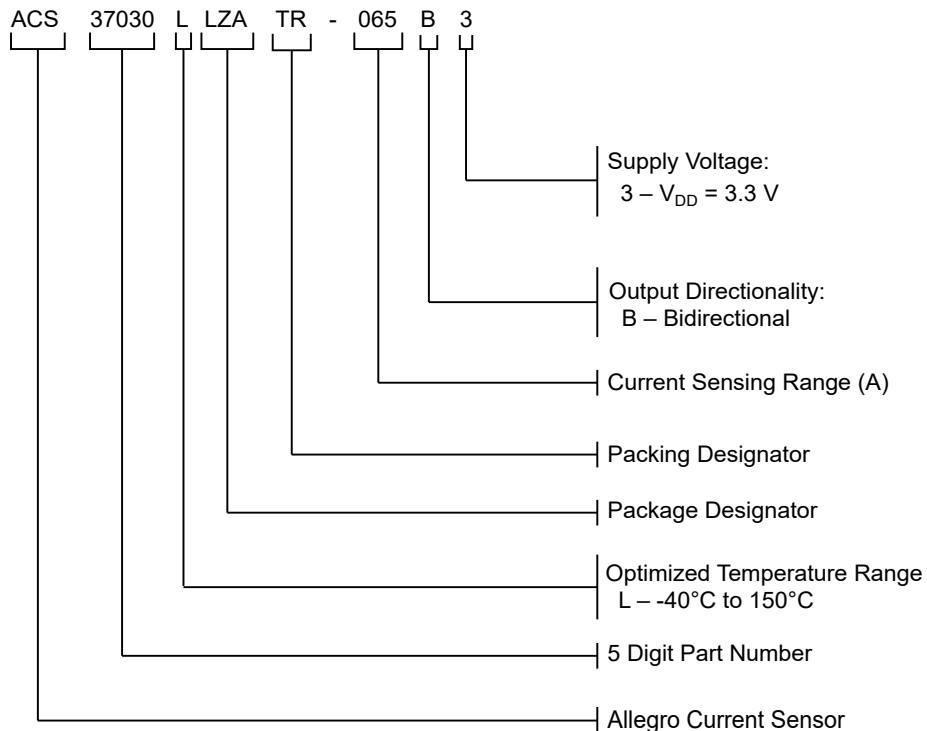 ACS 37030 L LZA TR - 065 B 3
Supply Voltage:
3 – VDD = 3.3 V
Output Directionality:
B – Bidirectional
Current Sensing Range (A)
Packing Designator
Package Designator
Optimized Temperature Range
L – -40°C to 150°C
5 Digit Part Number
Allegro Current Sensor